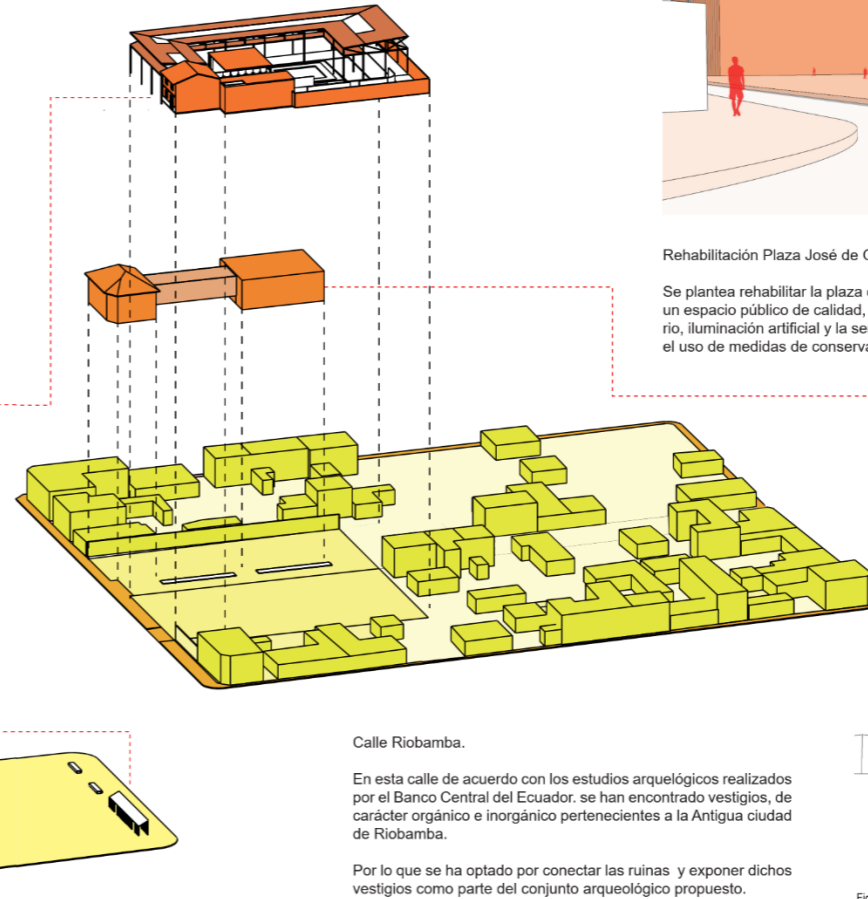 Rehabilitación Plaza José de
Se plantea rehabilitar la plaza
un espacio público de calidad,
rio, iluminación artificial y la
el uso de medidas de
Calle Riobamba.
En esta calle de acuerdo con los estudios arquelógicos realizados
por el Banco Central del Ecuador. se han encontrado vestigios, de
carácter orgánico e inorgánico pertenecientes a la Antigua ciudad
de Riobamba.
Por lo que se ha optado por conectar las ruinas y exponer dichos
vestigios como parte del conjunto arqueológico propuesto.